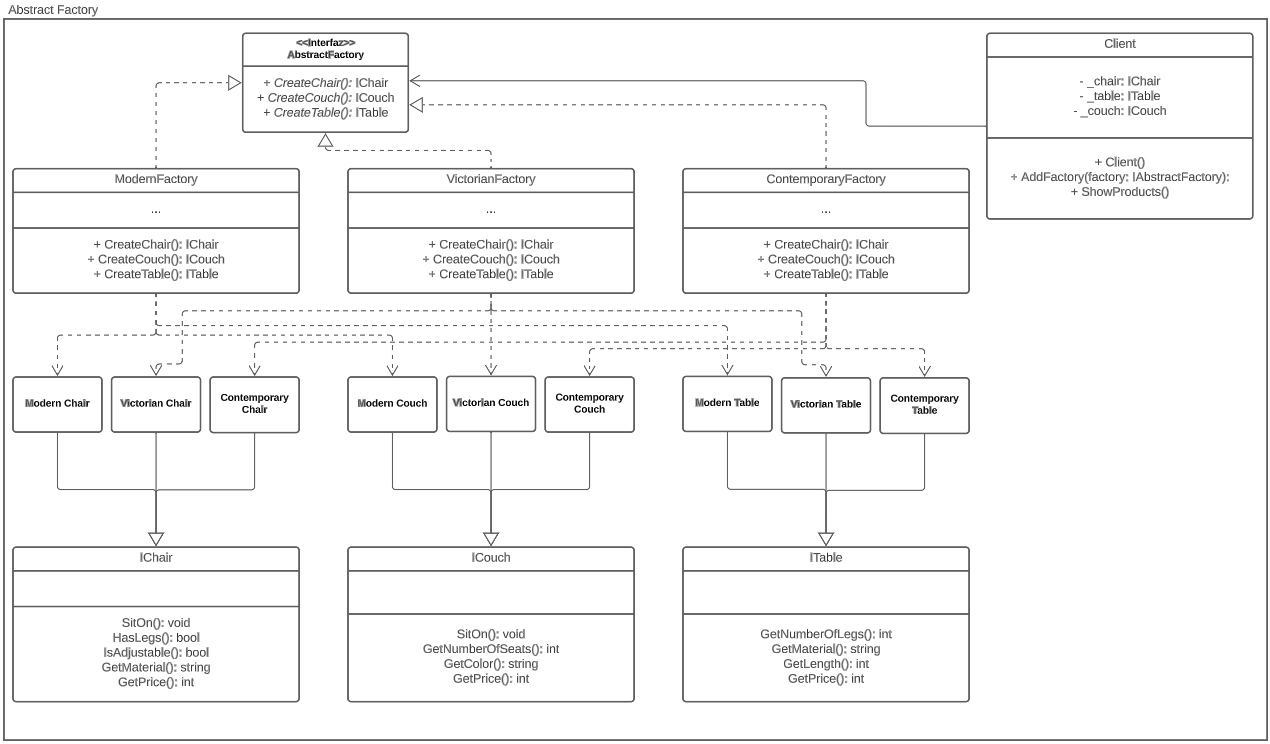 Abstract Factory
<<Interfaz>>
AbstractFactory
+ CreateChair(): IChair
+ CreateCouch(): ICouch
+ CreateTable(): ITable
Client
- _chair: IChair
- _table: ITable
- _couch: ICouch
+ Client()
+ AddFactory(factory: IAbstractFactory):
+ ShowProducts()
ModernFactory
...
+ CreateChair(): IChair
+ CreateCouch(): ICouch
+ CreateTable(): ITable
VictorianFactory
...
+ CreateChair(): IChair
+ CreateCouch(): ICouch
+ CreateTable(): ITable
ContemporaryFactory
...
+ CreateChair(): IChair
+ CreateCouch(): ICouch
+ CreateTable(): ITable
Modern Chair
Victorian Chair
Contemporary
Chair
Modern Couch
Victorian Couch
Contemporary
Couch
Modern Table
Victorian Table
Contemporary
Table
IChair
SitOn(): void
HasLegs(): bool
IsAdjustable(): bool
GetMaterial(): string
GetPrice(): int
ICouch
SitOn(): void
GetNumberOfSeats(): int
GetColor(): string
GetPrice(): int
ITable
GetNumberOfLegs(): int
GetMaterial(): string
GetLength(): int
GetPrice(): int